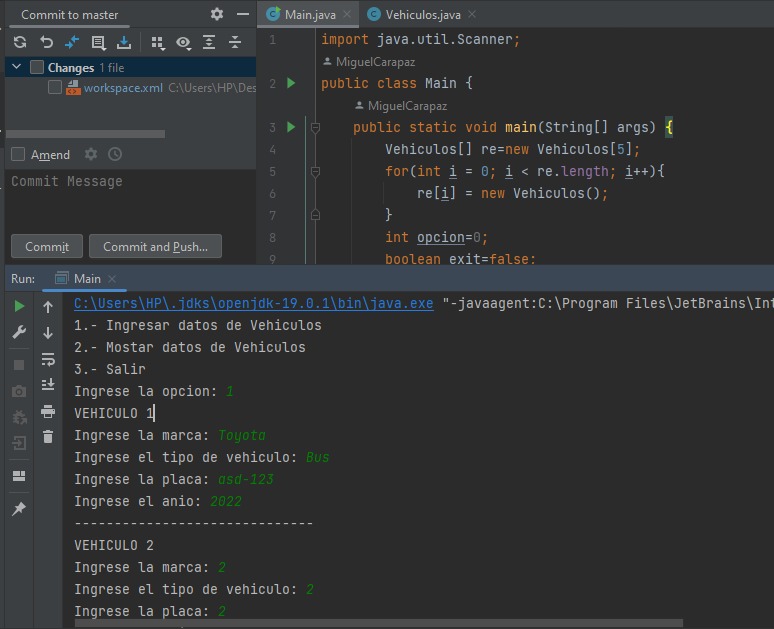 Commit to master
Changes 1 file
workspace.xml C:\Users\HP\Des
Amend
Commit Message
Commit
Commit and Push...
Main.java
Vehiculos.java
1 import java.util.Scanner;
MiguelCarapaz
2 public class Main {
MiguelCarapaz
3 public static void main(String[] args) {
4 Vehiculos[] re=new Vehiculos[5];
5 for(int i = 0; i < re.length; i++){
6 re[i] = new Vehiculos();
7 }
8 int opcion=0;
9 boolean exit=false;
Run: Main
C:\Users\HP\.jdks\openjdk-19.0.1\bin\java.exe "-javaagent:C:\Program Files\JetBrains\Int
1.- Ingresar datos de Vehiculos
2.- Mostar datos de Vehiculos
3.- Salir
Ingrese la opcion: 1
VEHICULO 1
Ingrese la marca: Toyota
Ingrese el tipo de vehiculo: Bus
Ingrese la placa: asd-123
Ingrese el anio: 2022
------------------------------
VEHICULO 2
Ingrese la marca: 2
Ingrese el tipo de vehiculo: 2
Ingrese la placa: 2